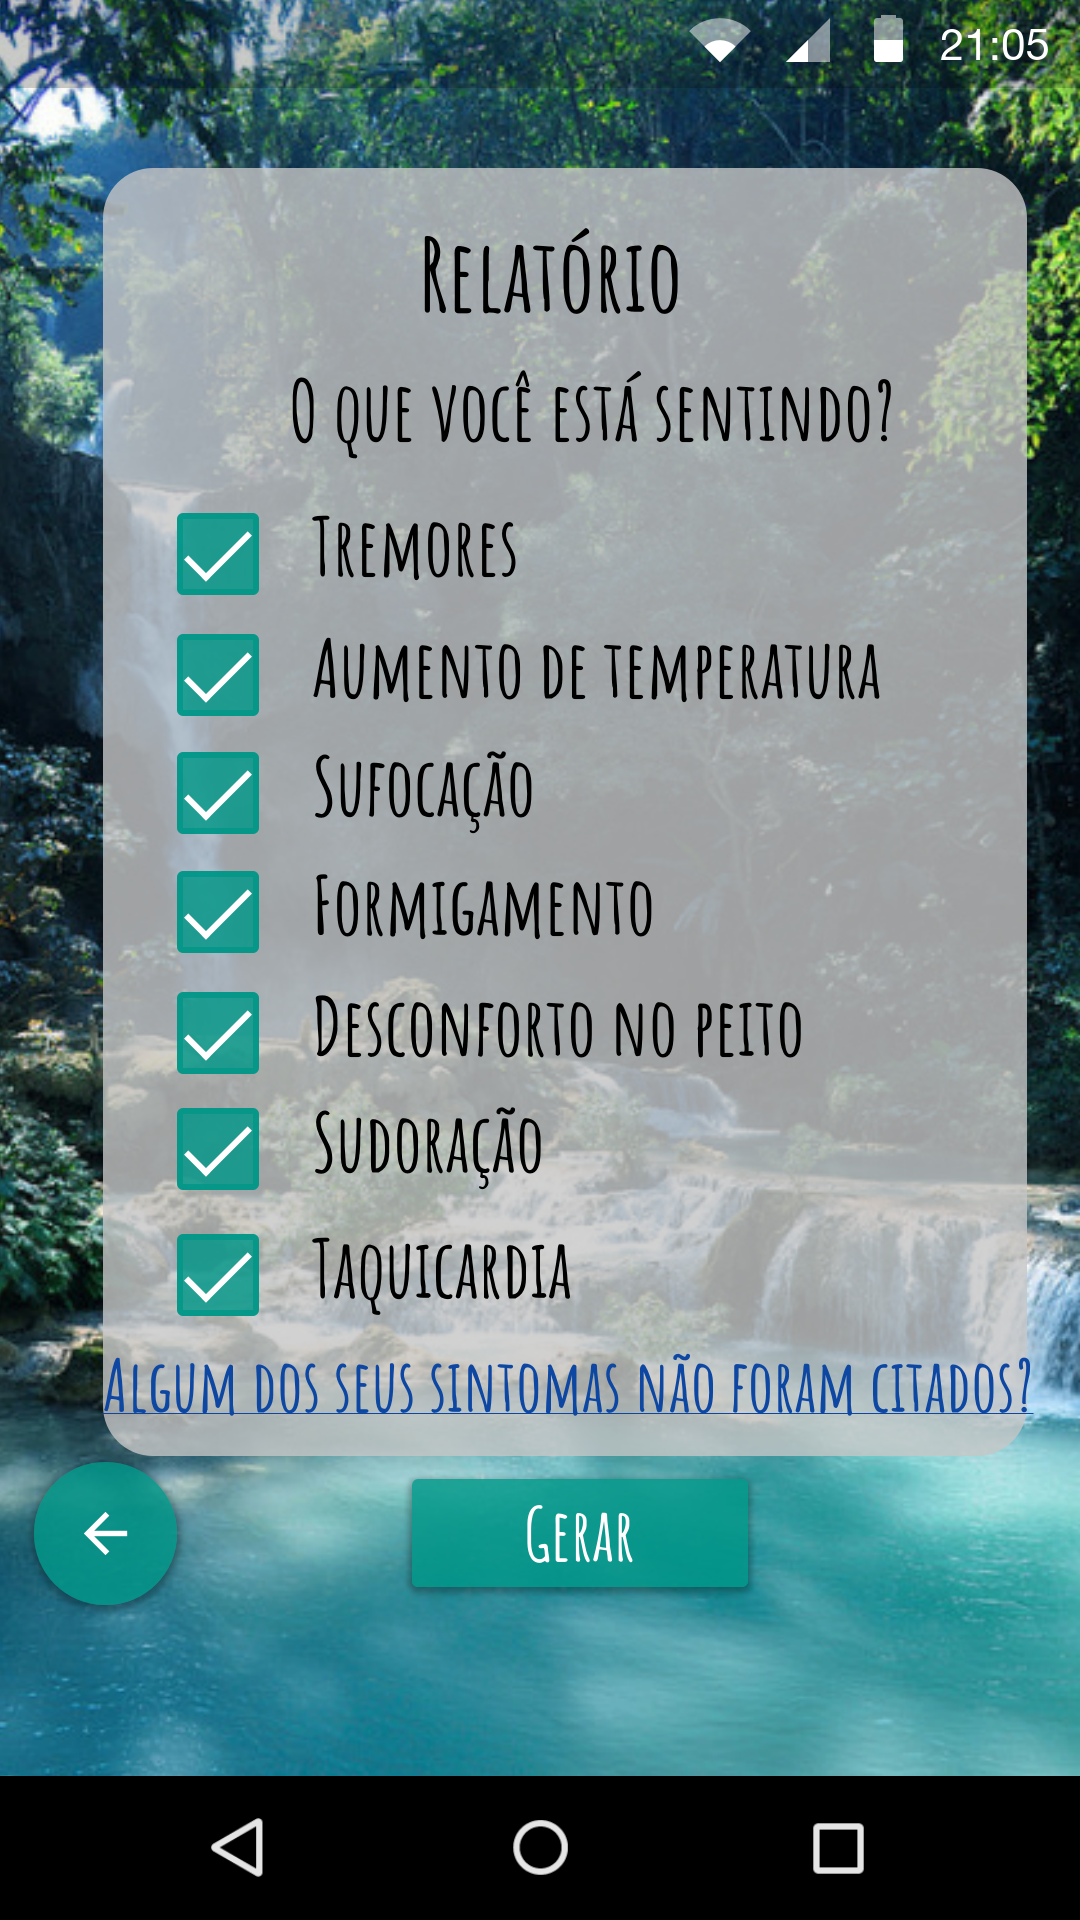 21:05
Relatório
O que você está sentindo?
Tremores
Aumento de temperatura
Sufocação
Formigamento
Desconforto no peito
Sudoração
Taquicardia
Algum dos seus sintomas não foram citados?
Gerar